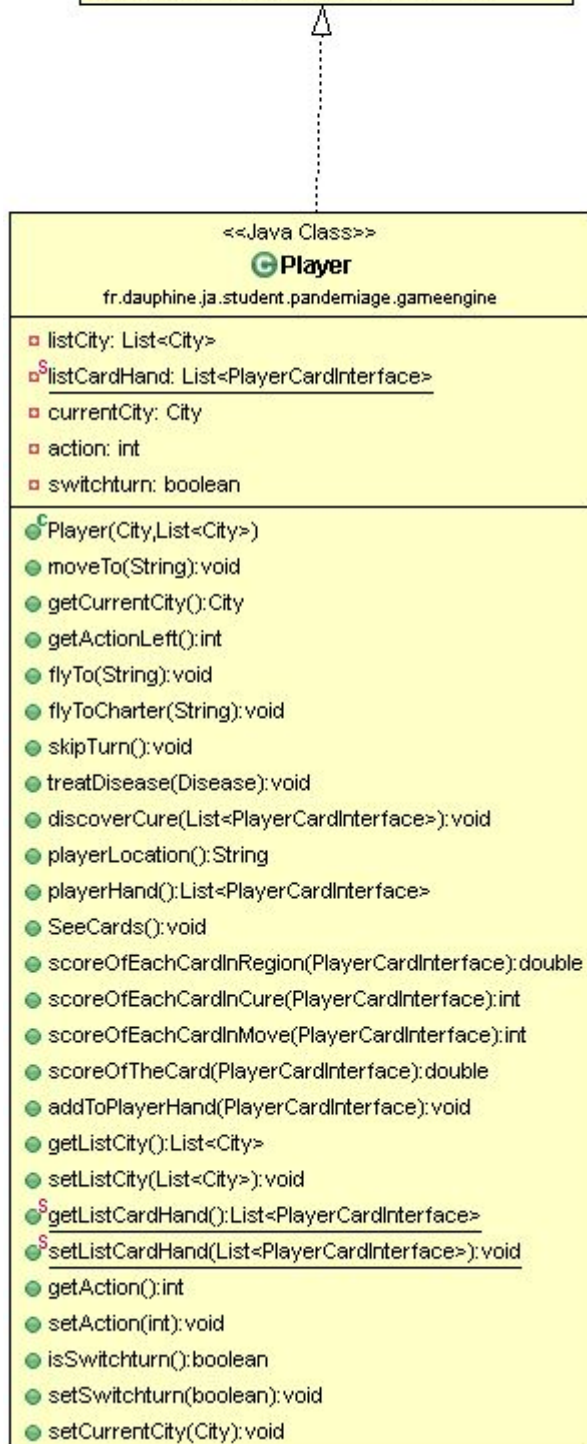 <<Java Class>>
Player
fr.dauphine.ja.student.pandemiage.gameengine
listCity: List<City>
S listCardHand: List<PlayerCardInterface>
currentCity: City
action: int
switchturn: boolean
C Player(City,List<City>)
moveTo(String):void
getCurrentCity():City
getActionLeft():int
flyTo(String):void
flyToCharter(String):void
skipTurn():void
treatDisease(Disease):void
discoverCure(List<PlayerCardInterface>):void
playerLocation():String
playerHand():List<PlayerCardInterface>
SeeCards():void
scoreOfEachCardInRegion(PlayerCardInterface):double
scoreOfEachCardInCure(PlayerCardInterface):int
scoreOfEachCardInMove(PlayerCardInterface):int
scoreOfTheCard(PlayerCardInterface):double
addToPlayerHand(PlayerCardInterface):void
getListCity():List<City>
setListCity(List<City>):void
S getListCardHand():List<PlayerCardInterface>
S setListCardHand(List<PlayerCardInterface>):void
getAction():int
setAction(int):void
isSwitchturn():boolean
setSwitchturn(boolean):void
setCurrentCity(City):void